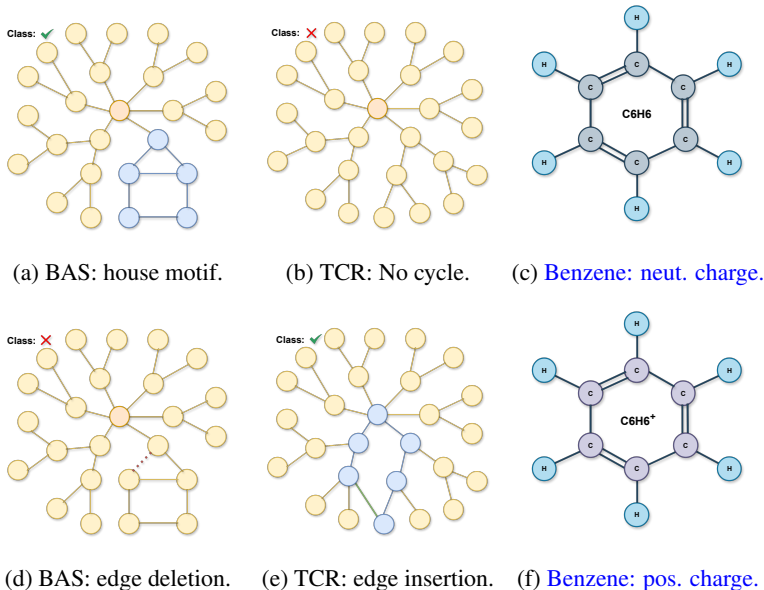 Class: ✓
Class: ✗
H
H
H
C
C
C
C6H6
C
C
C
H
H
H
(a) BAS: house motif.
(b) TCR: No cycle.
(c) Benzene: neut. charge.
Class: ✗
Class: ✓
H
H
H
C
C
C
C6H6⁺
C
C
C
H
H
H
(d) BAS: edge deletion.
(e) TCR: edge insertion.
(f) Benzene: pos. charge.